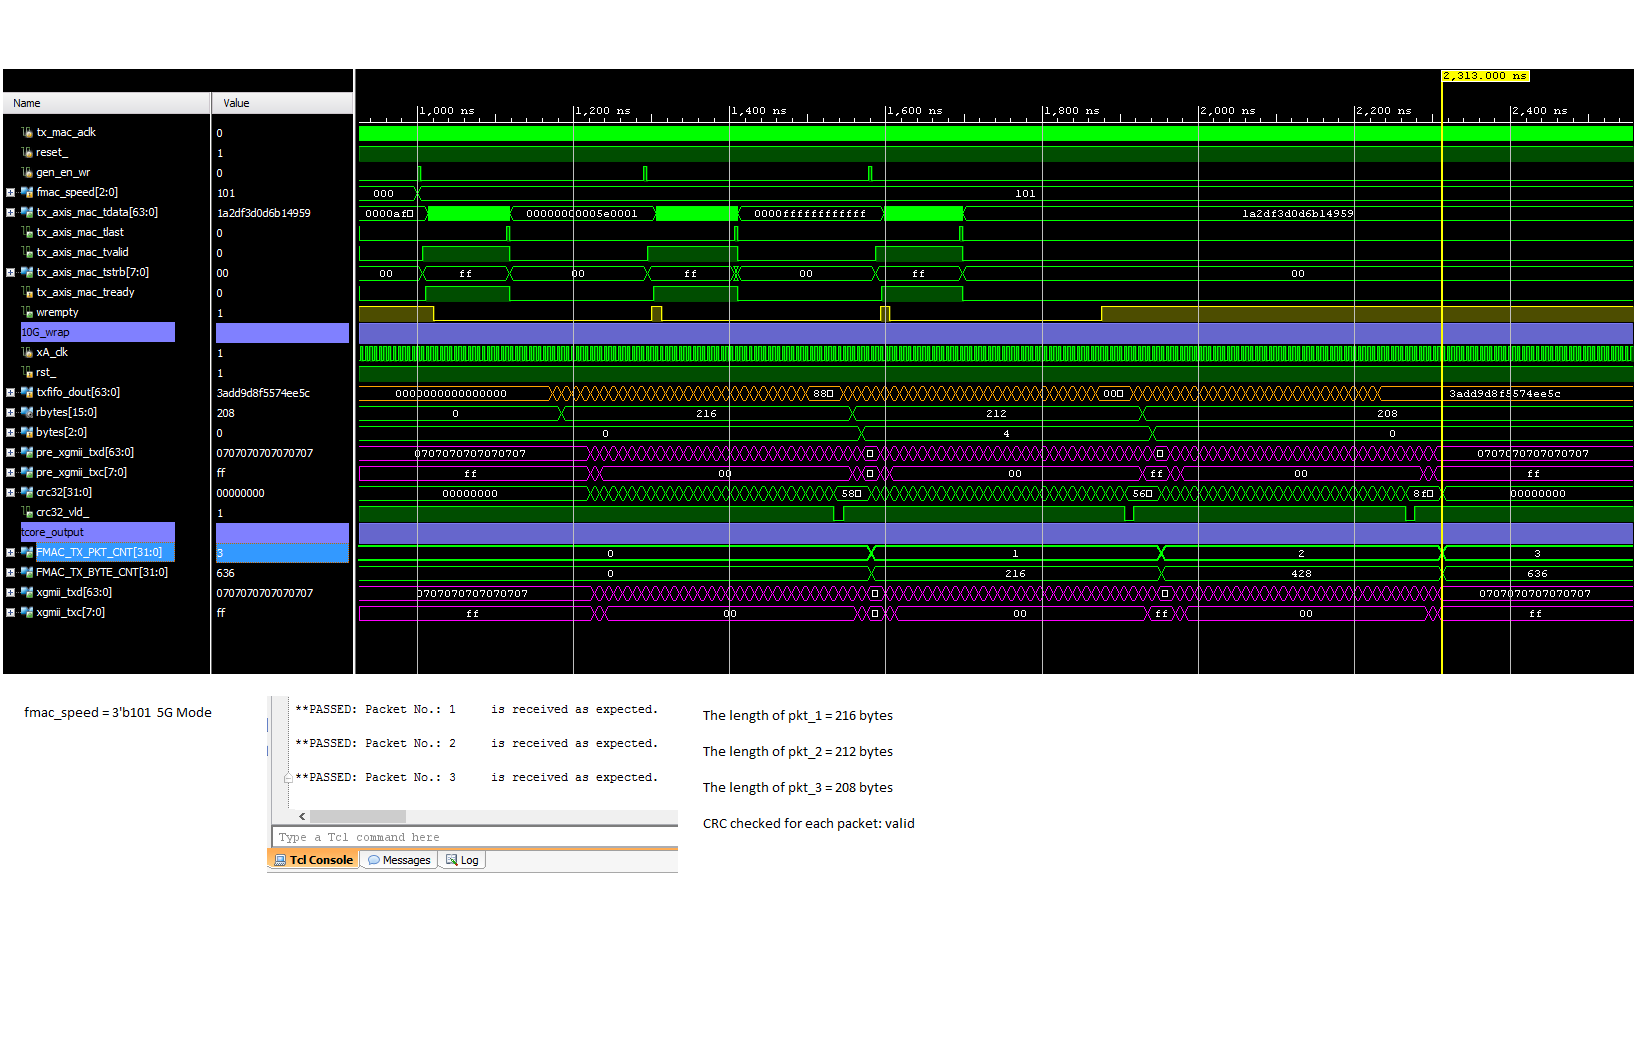 2,313.000 ns
Name Value
1,000 ns 1,200 ns 1,400 ns 1,600 ns 1,800 ns 2,000 ns 2,200 ns 2,400 ns
tx_mac_aclk 0
reset_ 1
gen_en_wr 0
fmac_speed[2:0] 101 000 101
tx_axis_mac_tdata[63:0] 1a2df3d0d6b14959 0000af 00000000005e0001 0000ffffffffffff 1a2df3d0d6b14959
tx_axis_mac_tlast 0
tx_axis_mac_tvalid 0
tx_axis_mac_tstrb[7:0] 00 00 ff 00 ff 00 ff 00
tx_axis_mac_tready 0
wrempty 1
10G_wrap
xA_clk 1
rst_ 1
txfifo_dout[63:0] 3add9d8f5574ee5c 0000000000000000 88 00 3add9d8f5574ee5c
rbytes[15:0] 208 0 216 212 208
bytes[2:0] 0 0 4 0
pre_xgmii_txd[63:0] 0707070707070707 0707070707070707 0707070707070707
pre_xgmii_txc[7:0] ff ff 00 00 ff 00 ff
crc32[31:0] 00000000 00000000 58 56 8f 00000000
crc32_vld_ 1
tcore_output
FMAC_TX_PKT_CNT[31:0] 3 0 1 2 3
FMAC_TX_BYTE_CNT[31:0] 636 0 216 428 636
xgmii_txd[63:0] 0707070707070707 0707070707070707 0707070707070707
xgmii_txc[7:0] ff ff 00 00 ff 00 ff
fmac_speed = 3'b101 5G Mode
**PASSED: Packet No.: 1 is received as expected.
**PASSED: Packet No.: 2 is received as expected.
**PASSED: Packet No.: 3 is received as expected.
Type a Tcl command here
Tcl Console Messages Log
The length of pkt_1 = 216 bytes
The length of pkt_2 = 212 bytes
The length of pkt_3 = 208 bytes
CRC checked for each packet: valid